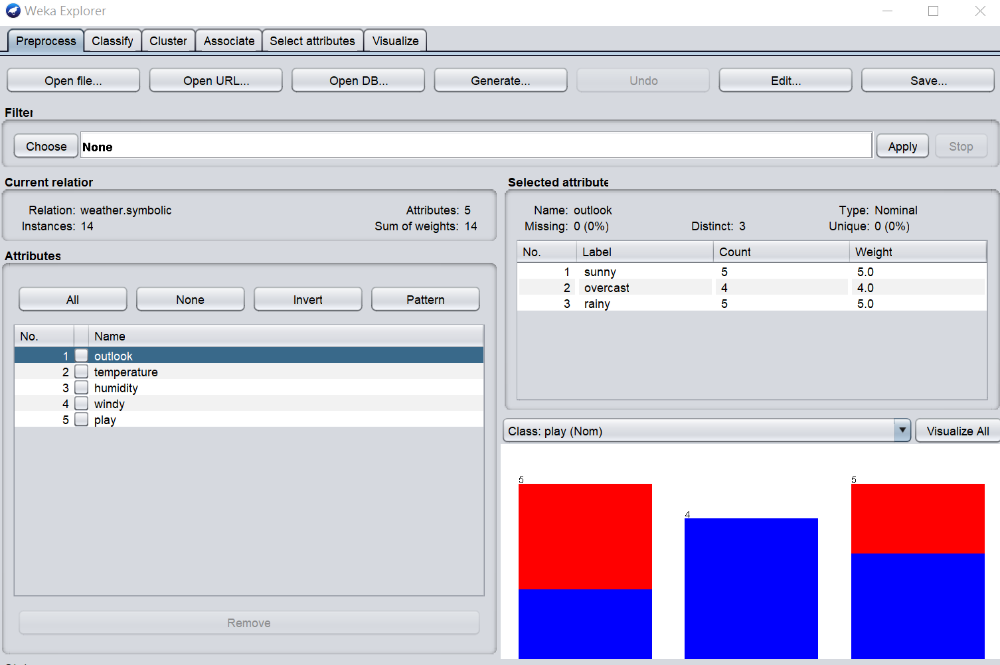 Weka Explorer
Preprocess Classify Cluster Associate Select attributes Visualize
Open file... Open URL... Open DB... Generate... Undo Edit... Save...
Filter
Choose None Apply Stop
Current relation
Relation: weather.symbolic Attributes: 5
Instances: 14 Sum of weights: 14
Attributes
All None Invert Pattern
No. Name
1 outlook
2 temperature
3 humidity
4 windy
5 play
Remove
Selected attribute
Name: outlook Type: Nominal
Missing: 0 (0%) Distinct: 3 Unique: 0 (0%)
No. Label Count Weight
1 sunny 5 5.0
2 overcast 4 4.0
3 rainy 5 5.0
Class: play (Nom) Visualize All
5 4 5